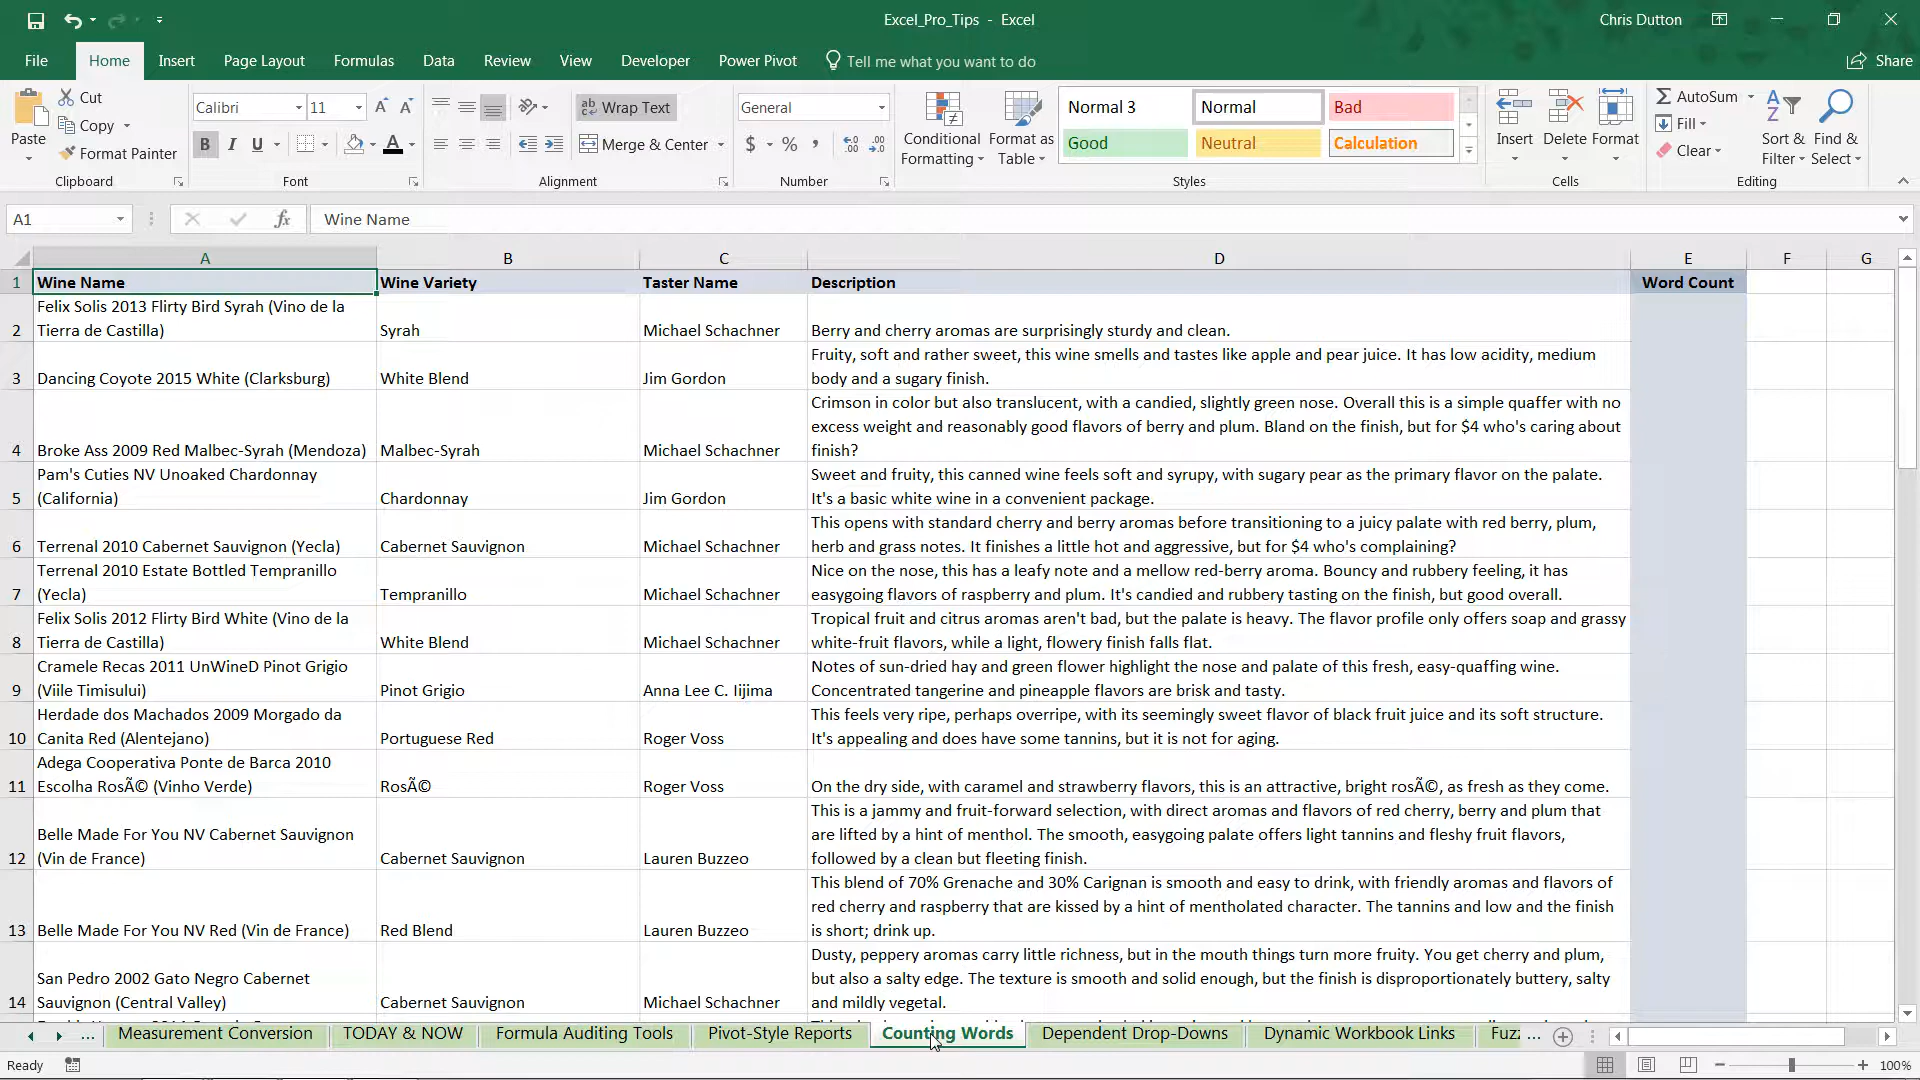 Excel_Pro_Tips - Excel
Chris Dutton
File Home Insert Page Layout Formulas Data Review View Developer Power Pivot Tell me what you want to do Share
Paste
Cut
Copy
Format Painter
Clipboard
Calibri 11
B I U A
Font
Wrap Text
Merge & Center
Alignment
General
$ % ,
Number
Conditional Formatting
Format as Table
Normal 3 Normal Bad
Good Neutral Calculation
Styles
Insert Delete Format
Cells
AutoSum
Fill
Clear
Sort & Filter
Find & Select
Editing
A1 fx Wine Name
A B C D E F G
1 Wine Name Wine Variety Taster Name Description Word Count
Felix Solis 2013 Flirty Bird Syrah (Vino de la
2 Tierra de Castilla) Syrah Michael Schachner Berry and cherry aromas are surprisingly sturdy and clean.
Fruity, soft and rather sweet, this wine smells and tastes like apple and pear juice. It has low acidity, medium
3 Dancing Coyote 2015 White (Clarksburg) White Blend Jim Gordon body and a sugary finish.
Crimson in color but also translucent, with a candied, slightly green nose. Overall this is a simple quaffer with no
excess weight and reasonably good flavors of berry and plum. Bland on the finish, but for $4 who's caring about
4 Broke Ass 2009 Red Malbec-Syrah (Mendoza) Malbec-Syrah Michael Schachner finish?
Pam's Cuties NV Unoaked Chardonnay Sweet and fruity, this canned wine feels soft and syrupy, with sugary pear as the primary flavor on the palate.
5 (California) Chardonnay Jim Gordon It's a basic white wine in a convenient package.
This opens with standard cherry and berry aromas before transitioning to a juicy palate with red berry, plum,
6 Terrenal 2010 Cabernet Sauvignon (Yecla) Cabernet Sauvignon Michael Schachner herb and grass notes. It finishes a little hot and aggressive, but for $4 who's complaining?
Terrenal 2010 Estate Bottled Tempranillo Nice on the nose, this has a leafy note and a mellow red-berry aroma. Bouncy and rubbery feeling, it has
7 (Yecla) Tempranillo Michael Schachner easygoing flavors of raspberry and plum. It's candied and rubbery tasting on the finish, but good overall.
Felix Solis 2012 Flirty Bird White (Vino de la Tropical fruit and citrus aromas aren't bad, but the palate is heavy. The flavor profile only offers soap and grassy
8 Tierra de Castilla) White Blend Michael Schachner white-fruit flavors, while a light, flowery finish falls flat.
Cramele Recas 2011 UnWineD Pinot Grigio Notes of sun-dried hay and green flower highlight the nose and palate of this fresh, easy-quaffing wine.
9 (Viile Timisului) Pinot Grigio Anna Lee C. Iijima Concentrated tangerine and pineapple flavors are brisk and tasty.
Herdade dos Machados 2009 Morgado da This feels very ripe, perhaps overripe, with its seemingly sweet flavor of black fruit juice and its soft structure.
10 Canita Red (Alentejano) Portuguese Red Roger Voss It's appealing and does have some tannins, but it is not for aging.
Adega Cooperativa Ponte de Barca 2010
11 Escolha RosÃ© (Vinho Verde) RosÃ© Roger Voss On the dry side, with caramel and strawberry flavors, this is an attractive, bright rosÃ©, as fresh as they come.
This is a jammy and fruit-forward selection, with direct aromas and flavors of red cherry, berry and plum that
Belle Made For You NV Cabernet Sauvignon are lifted by a hint of menthol. The smooth, easygoing palate offers light tannins and fleshy fruit flavors,
12 (Vin de France) Cabernet Sauvignon Lauren Buzzeo followed by a clean but fleeting finish.
This blend of 70% Grenache and 30% Carignan is smooth and easy to drink, with friendly aromas and flavors of
red cherry and raspberry that are kissed by a hint of mentholated character. The tannins and low and the finish
13 Belle Made For You NV Red (Vin de France) Red Blend Lauren Buzzeo is short; drink up.
Dusty, peppery aromas carry little richness, but in the mouth things turn more fruity. You get cherry and plum,
San Pedro 2002 Gato Negro Cabernet but also a salty edge. The texture is smooth and solid enough, but the finish is disproportionately buttery, salty
14 Sauvignon (Central Valley) Cabernet Sauvignon Michael Schachner and mildly vegetal.
... Measurement Conversion TODAY & NOW Formula Auditing Tools Pivot-Style Reports Counting Words Dependent Drop-Downs Dynamic Workbook Links Fuzz ...
Ready 100%